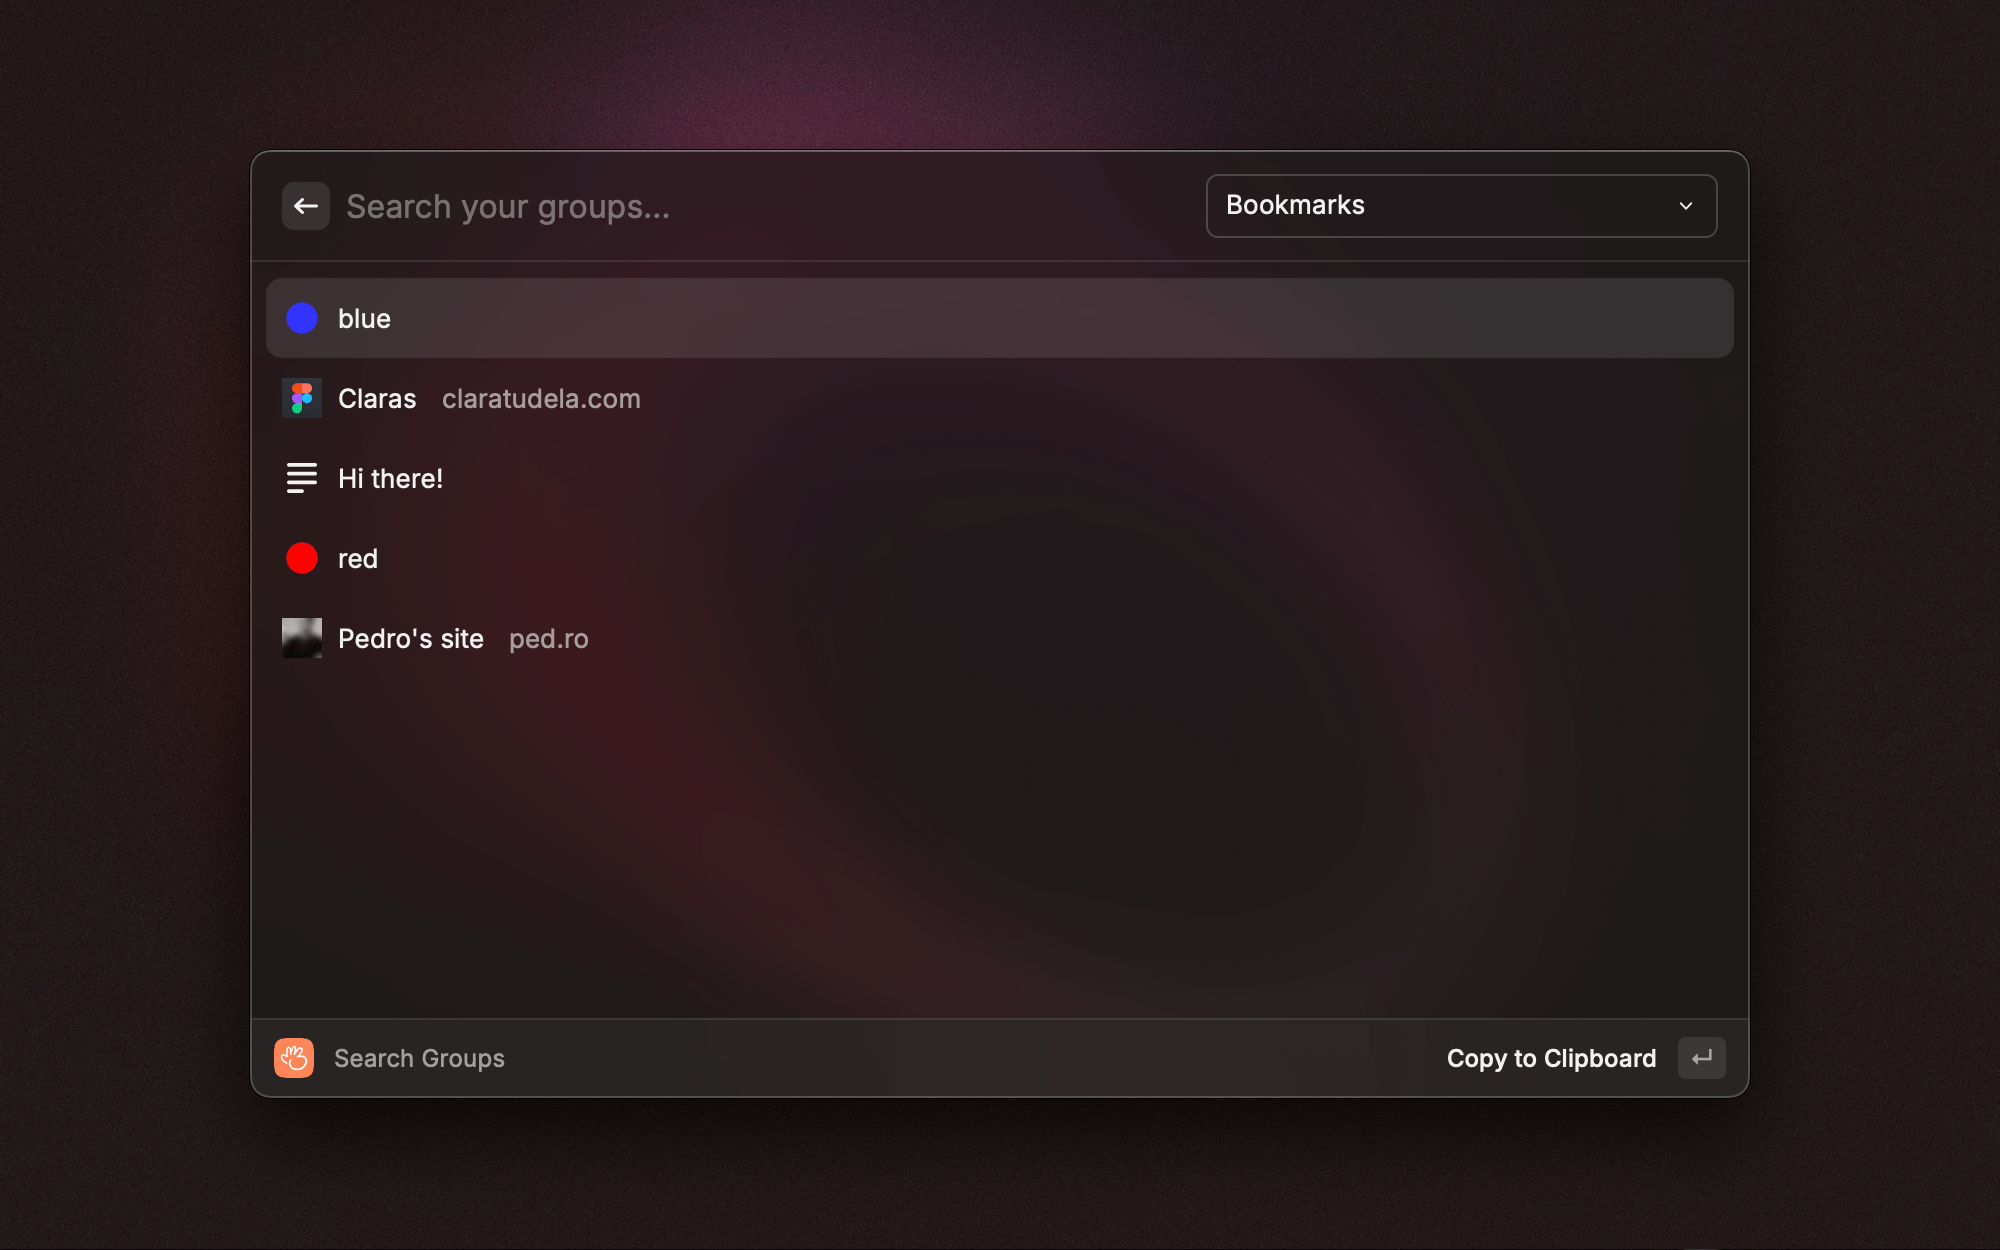 Search your groups...
Bookmarks
blue
Claras claratudela.com
Hi there!
red
Pedro's site ped.ro
Search Groups
Copy to Clipboard